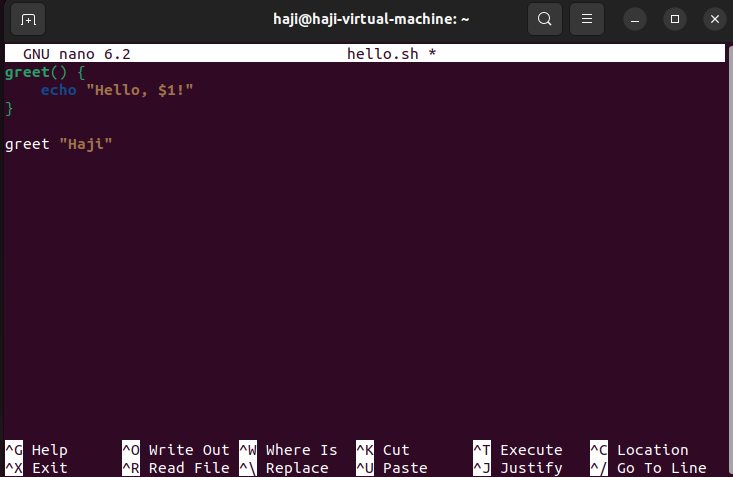 haji@haji-virtual-machine: ~
GNU nano 6.2 hello.sh *
greet() {
    echo "Hello, $1!"
}
greet "Haji"
^G Help ^O Write Out ^W Where Is ^K Cut ^T Execute ^C Location
^X Exit ^R Read File ^\ Replace ^U Paste ^J Justify ^/ Go To Line